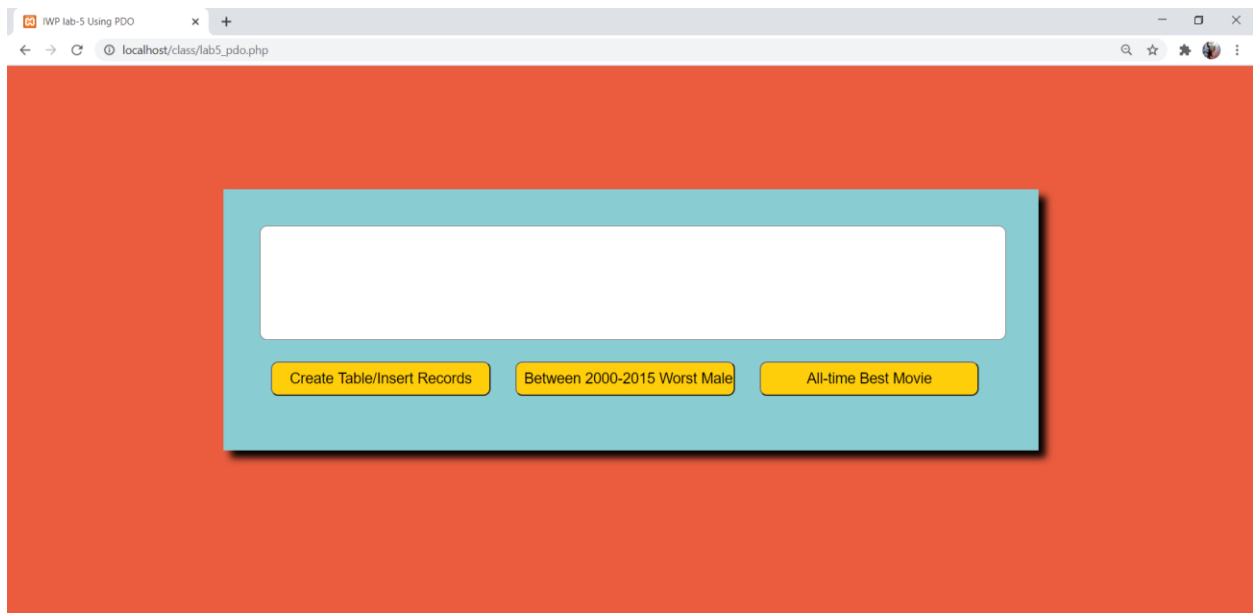 IWP lab-5 Using PDO
localhost/class/lab5_pdo.php
Create Table/Insert Records
Between 2000-2015 Worst Male
All-time Best Movie